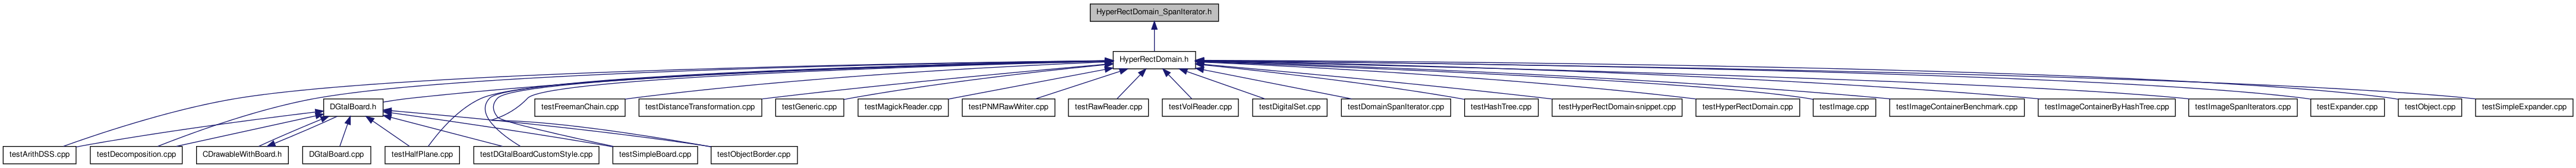 HyperRectDomain_SpanIterator.h
HyperRectDomain.h
DGtalBoard.h
testFreemanChain.cpp
testDistanceTransformation.cpp
testGeneric.cpp
testMagickReader.cpp
testPNMRawWriter.cpp
testRawReader.cpp
testVolReader.cpp
testDigitalSet.cpp
testDomainSpanIterator.cpp
testHashTree.cpp
testHyperRectDomain-snippet.cpp
testHyperRectDomain.cpp
testImage.cpp
testImageContainerBenchmark.cpp
testImageContainerByHashTree.cpp
testImageSpanIterators.cpp
testExpander.cpp
testObject.cpp
testSimpleExpander.cpp
testArithDSS.cpp
testDecomposition.cpp
CDrawableWithBoard.h
DGtalBoard.cpp
testHalfPlane.cpp
testDGtalBoardCustomStyle.cpp
testSimpleBoard.cpp
testObjectBorder.cpp